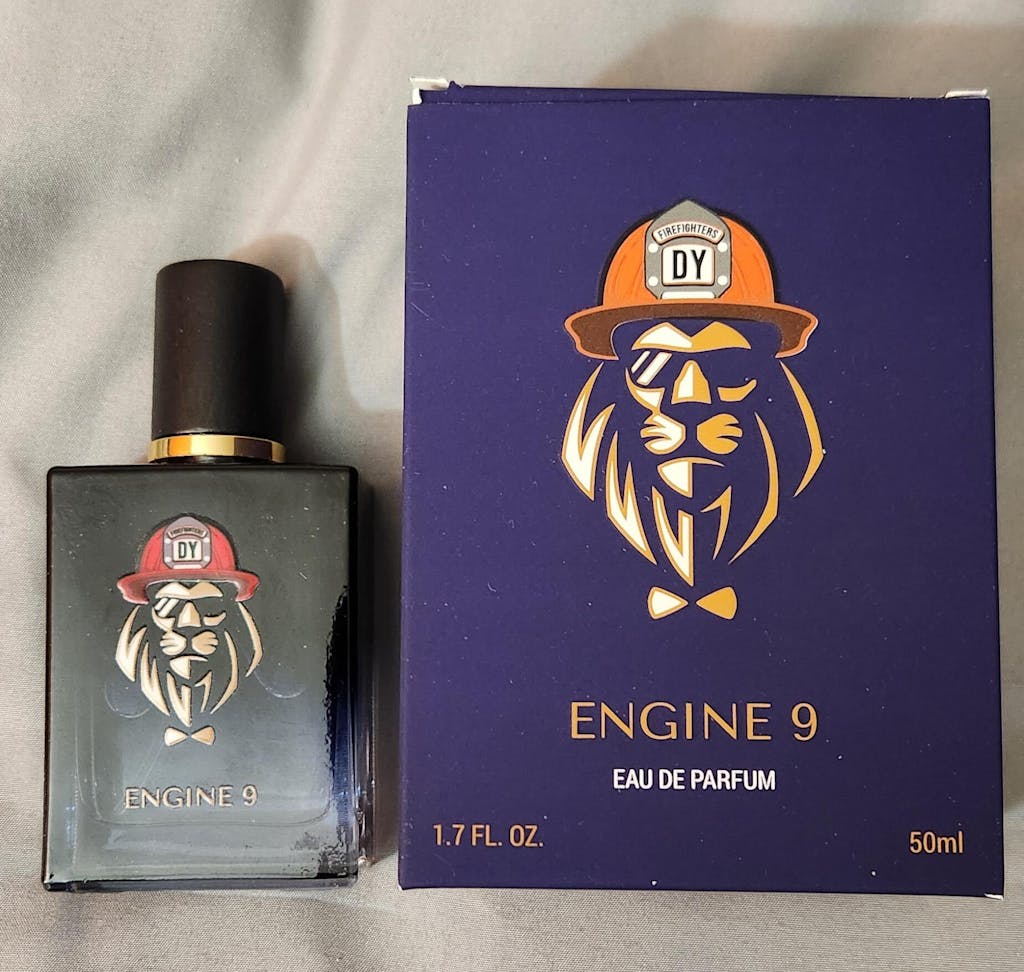 FIREFIGHTERS
DY
ENGINE 9
FIREFIGHTERS
DY
ENGINE 9
EAU DE PARFUM
1.7 FL. OZ.
50ml